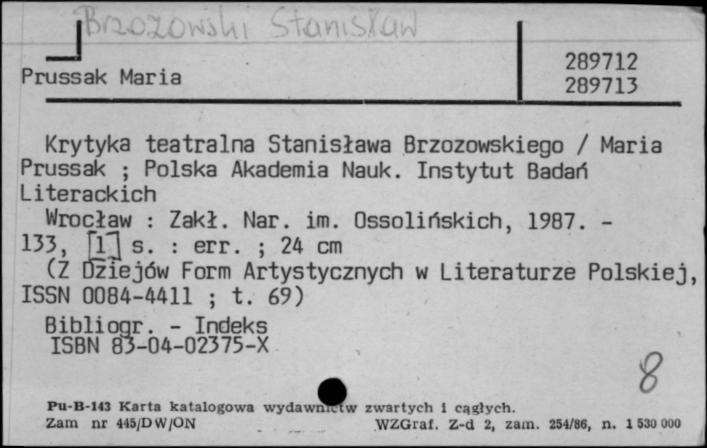 Brzozowski Stanisław
289712
Prussak Maria
289713
Krytyka teatralna Stanisława Brzozowskiego / Maria
Prussak ; Polska Akademia Nauk. Instytut Badań
Literackich
Wrocław : Zakł. Nar. im. Ossolińskich, 1987. -
133, [1] s. : err. ; 24 cm
(Z Dziejów Form Artystycznych w Literaturze Polskiej,
ISSN 0084-4411 ; t. 69)
Bibliogr. - Indeks
ISBN 83-04-02375-X
8
Pu-B-143 Karta katalogowa wydawnictw zwartych i ciągłych.
Zam nr 445/DW/ON WZGraf. Z-d 2, zam. 254/86, n. 1 530 000